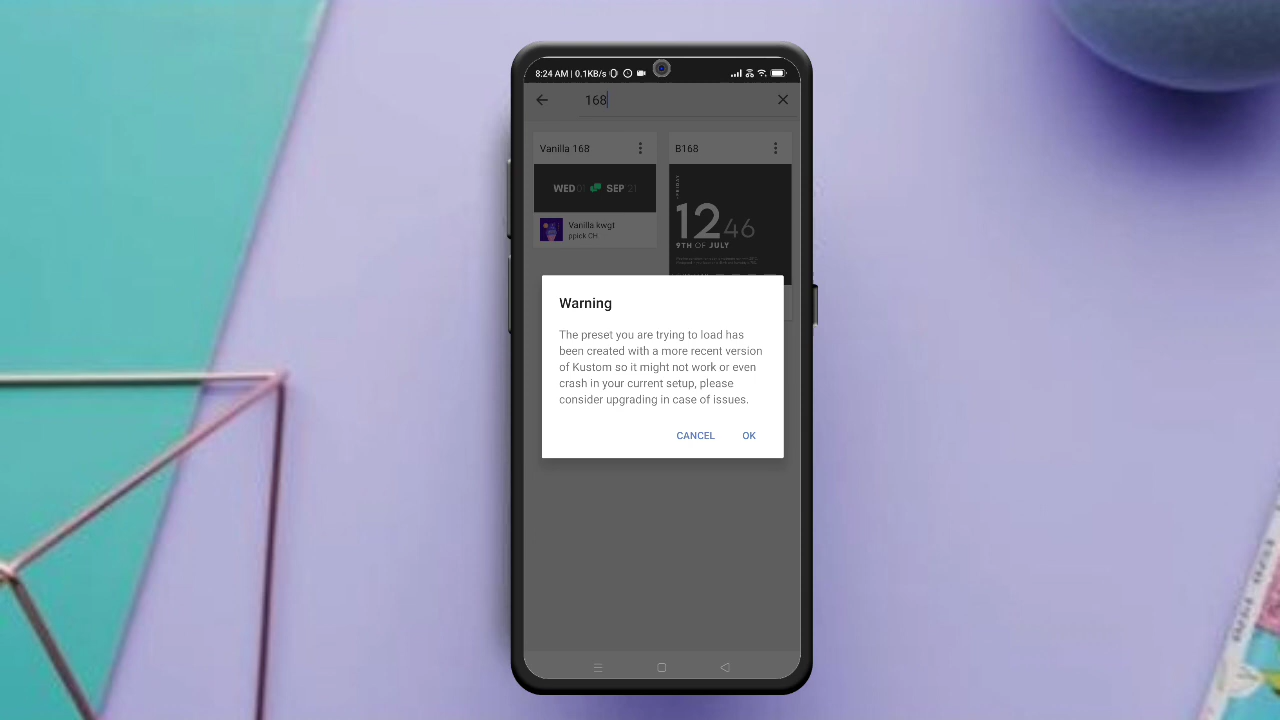 8:24 AM | 0.1KB/s
168
Vanilla 168
B168
WED 01 SEP 21
Vanilla kwgt
ppick CH
1246
9TH OF JULY
Warning
The preset you are trying to load has
been created with a more recent version
of Kustom so it might not work or even
crash in your current setup, please
consider upgrading in case of issues.
CANCEL
OK